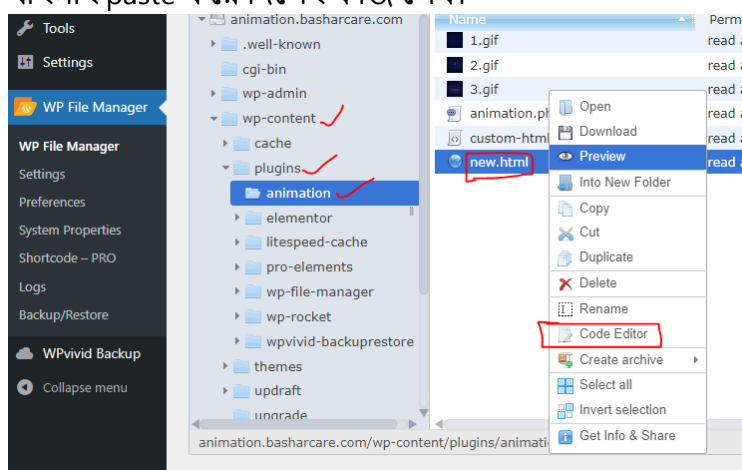 paste
Tools
Settings
WP File Manager
WP File Manager
Settings
Preferences
System Properties
Shortcode – PRO
Logs
Backup/Restore
WPvivid Backup
Collapse menu
animation.basharcare.com
.well-known
cgi-bin
wp-admin
wp-content
cache
plugins
animation
elementor
litespeed-cache
pro-elements
wp-file-manager
wp-rocket
wpvivid-backuprestore
themes
updraft
upgrade
Name Perm
1.gif read a
2.gif read a
3.gif read a
animation.ph
custom-html read a
new.html read a
Open
Download
Preview
Into New Folder
Copy
Cut
Duplicate
Delete
Rename
Code Editor
Create archive
Select all
Invert selection
Get Info & Share
animation.basharcare.com/wp-content/plugins/animati